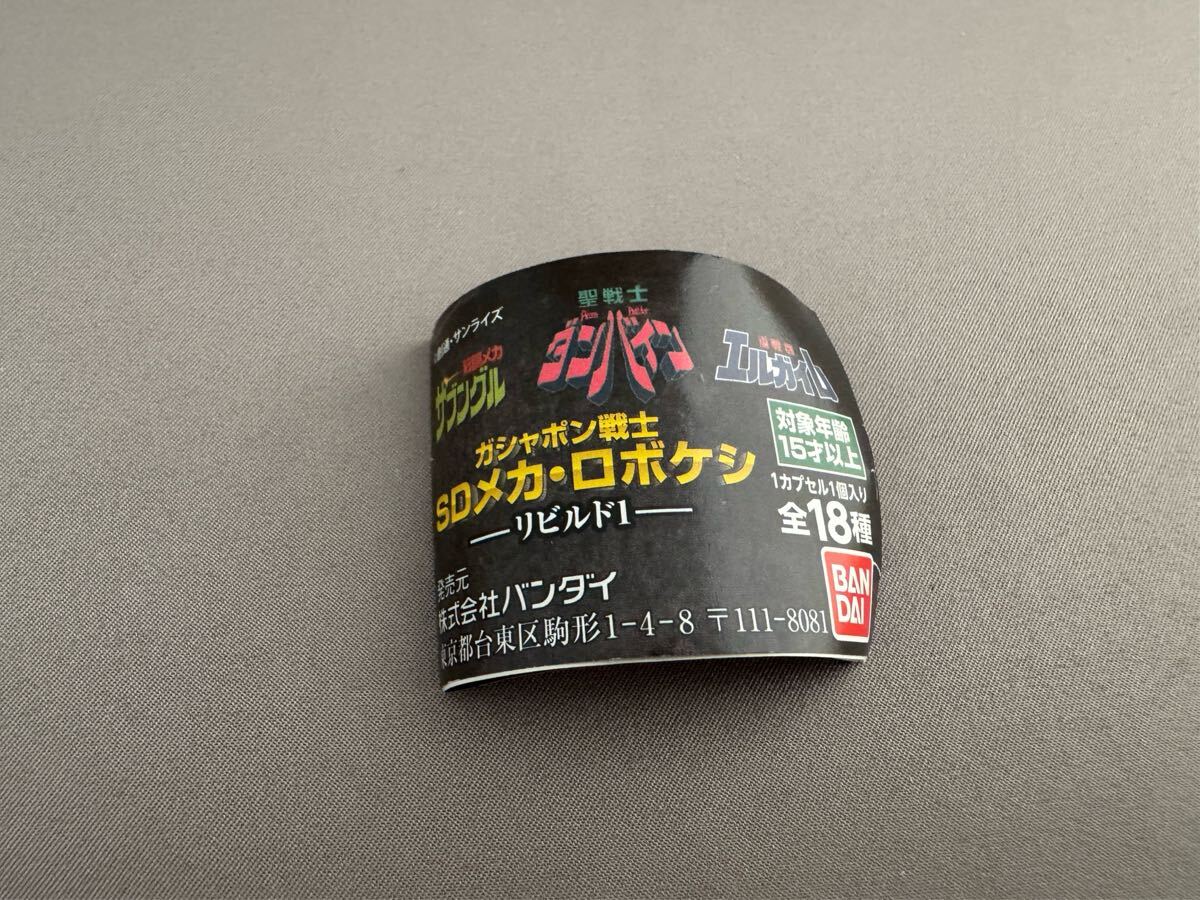 創通・サンライズ
戦闘メカ
ザブングル
聖戦士
Aura Battler
ダンバイン
重戦機
エルガイム
ガシャポン戦士
SDメカ・ロボケシ
―リビルド1―
対象年齢
15才以上
1カプセル1個入り
全18種
発売元
株式会社バンダイ
東京都台東区駒形1-4-8 〒111-8081
BAN
DAI